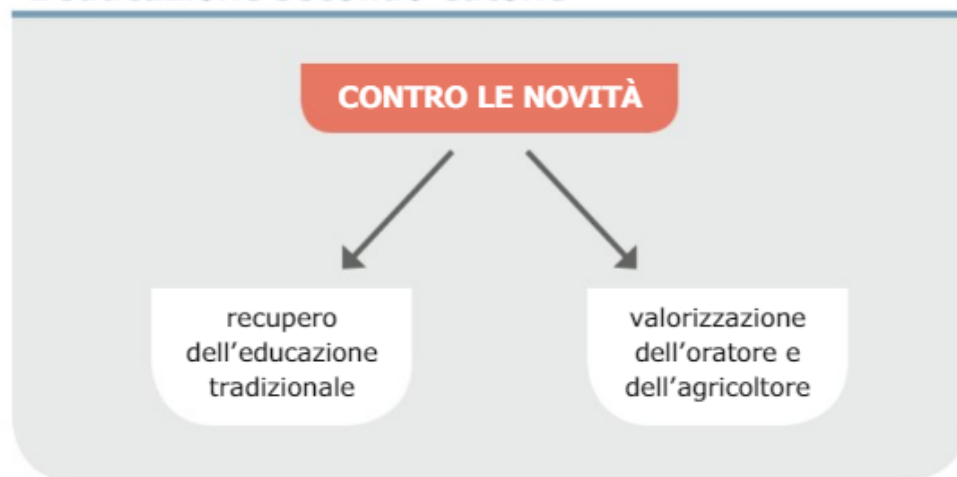 CONTRO LE NOVITÀ
recupero
dell'educazione
tradizionale
valorizzazione
dell'oratore e
dell'agricoltore